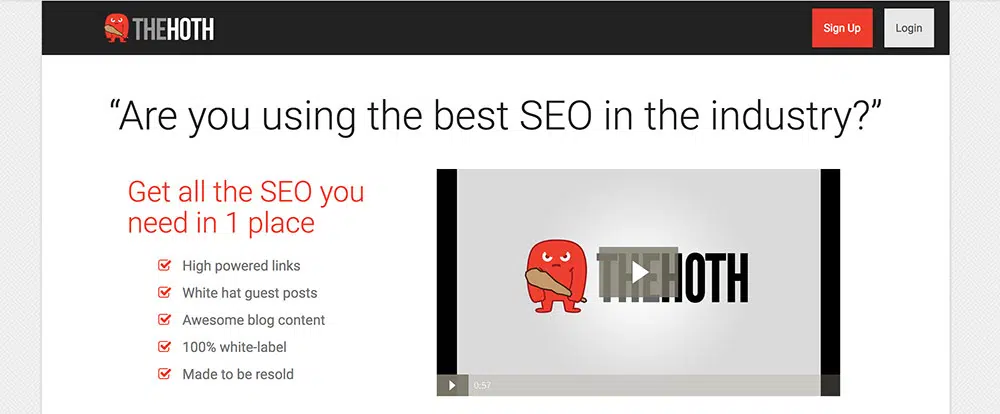 THEHOTH
Sign Up
Login
“Are you using the best SEO in the industry?”
Get all the SEO you
need in 1 place
High powered links
White hat guest posts
Awesome blog content
100% white-label
Made to be resold
THEHOTH
0:57